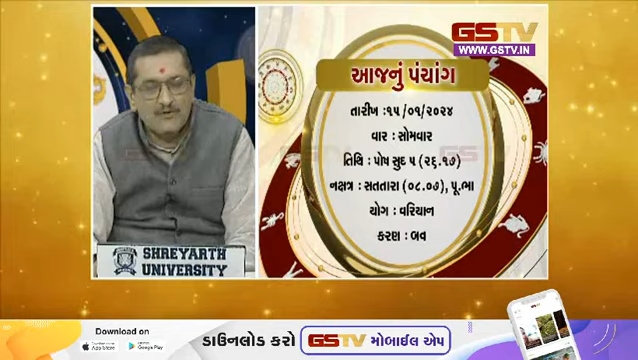 GSTV
WWW.GSTV.IN
આજનું પંચાંગ
તારીખ :૧૫ /૦૧/૨૦૨૪
વાર : સોમવાર
તિથિ : પોષ સુદ ૫ (૨૬.૧૭)
નક્ષત્ર : સતતારા (૦૮.૦૭), પૂ.ભા
યોગ : વરિયાન
કરણ : બવ
SHREYARTH
UNIVERSITY
Download on
App Store
Google Play
ડાઉનલોડ કરો GSTV મોબાઈલ એપ